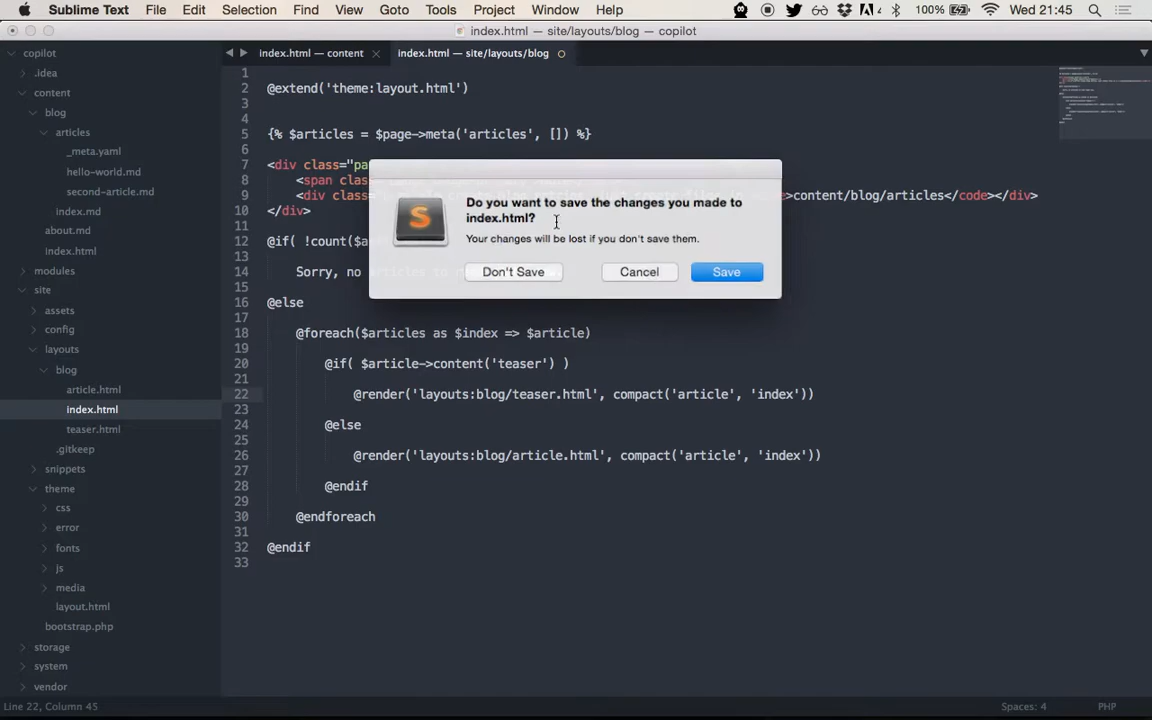 Sublime Text File Edit Selection Find View Goto Tools Project Window Help 4 100% Wed 21:45
index.html — site/layouts/blog — copilot
copilot
.idea
content
blog
articles
_meta.yaml
hello-world.md
second-article.md
index.md
about.md
index.html
modules
site
assets
config
layouts
blog
article.html
index.html
teaser.html
.gitkeep
snippets
theme
css
error
fonts
js
media
layout.html
bootstrap.php
storage
system
vendor
index.html — content
index.html — site/layouts/blog
1
2 @extend('theme:layout.html')
3
4
5 {% $articles = $page->meta('articles', []) %}
6
7 <div class="pa
8 <span clas
9 <div class= >content/blog/articles</code></div>
10 </div>
11
12 @if( !count($a
13
14 Sorry, no articles to
15
16 @else
17
18 @foreach($articles as $index => $article)
19
20 @if( $article->content('teaser') )
21
22 @render('layouts:blog/teaser.html', compact('article', 'index'))
23
24 @else
25
26 @render('layouts:blog/article.html', compact('article', 'index'))
27
28 @endif
29
30 @endforeach
31
32 @endif
33
Do you want to save the changes you made to
index.html?
Your changes will be lost if you don't save them.
Don't Save Cancel Save
Line 22, Column 45 Spaces: 4 PHP